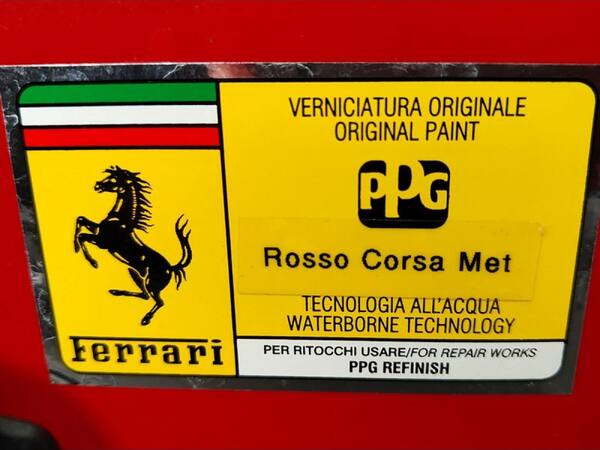 VERNICIATURA ORIGINALE
ORIGINAL PAINT
PPG
Rosso Corsa Met
TECNOLOGIA ALL'ACQUA
WATERBORNE TECHNOLOGY
Ferrari
PER RITOCCHI USARE/FOR REPAIR WORKS
PPG REFINISH